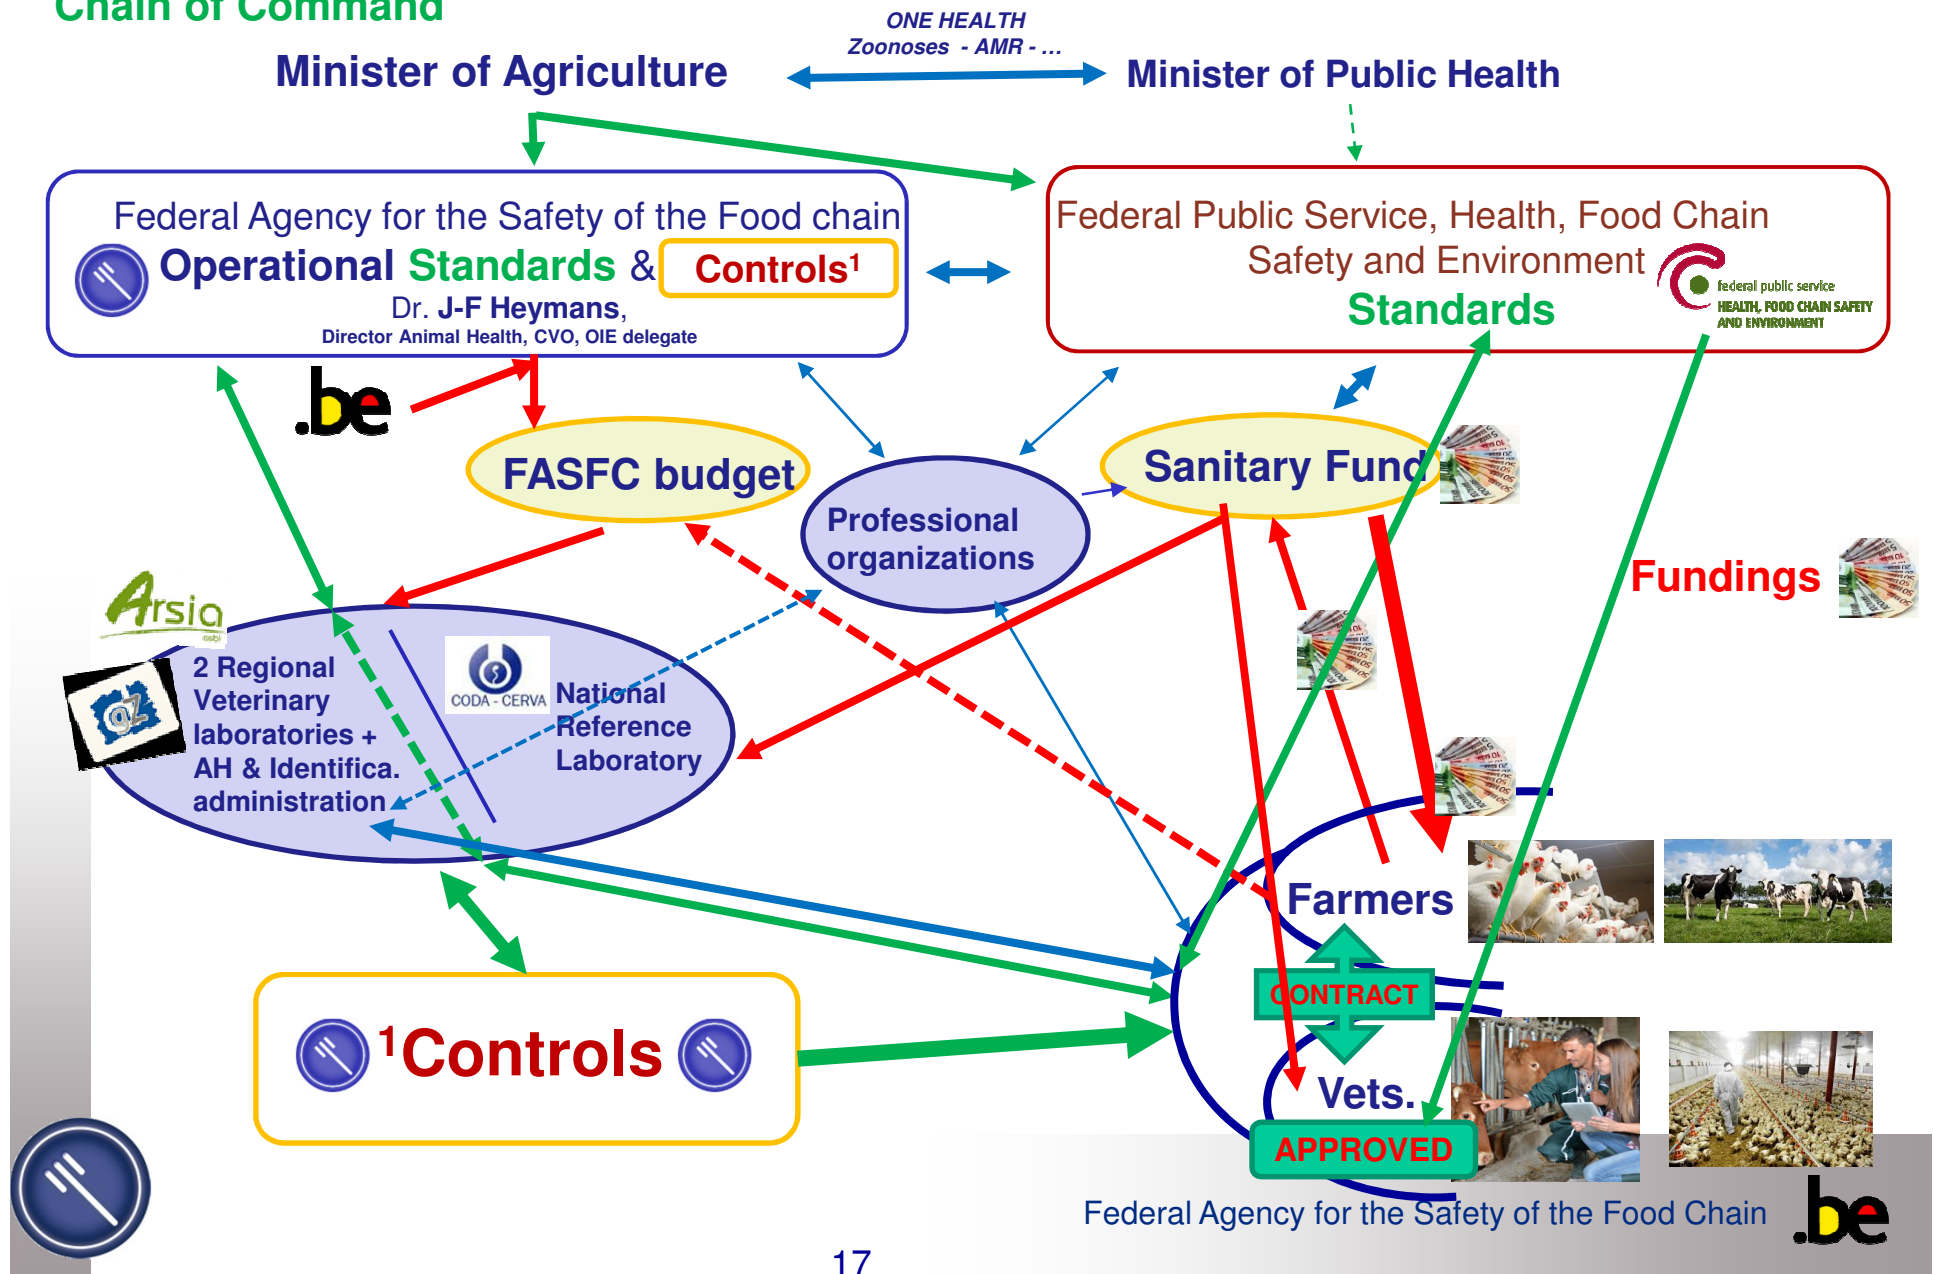 Chain of Command
ONE HEALTH
Zoonoses - AMR - ...
Minister of Agriculture
Minister of Public Health
Federal Agency for the Safety of the Food chain
Operational Standards & Controls¹
Dr. J-F Heymans,
Director Animal Health, CVO, OIE delegate
Federal Public Service, Health, Food Chain
Safety and Environment
Standards
federal public service
HEALTH, FOOD CHAIN SAFETY
AND ENVIRONMENT
.be
FASFC budget
Sanitary Fund
Professional
organizations
Fundings
Arsia
asbl
2 Regional
Veterinary
laboratories +
AH & Identifica.
administration
@Z
CODA - CERVA
National
Reference
Laboratory
Farmers
CONTRACT
Vets.
APPROVED
¹Controls
Federal Agency for the Safety of the Food Chain
.be
17